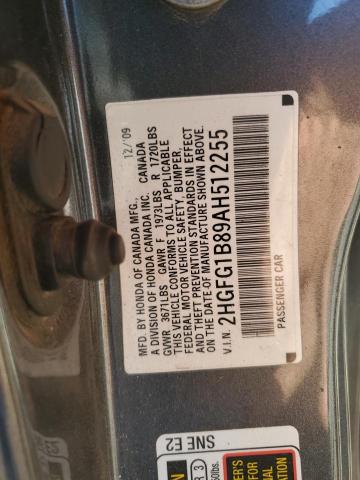 12/09
MFD. BY HONDA OF CANADA MFG.,
A DIVISION OF HONDA CANADA INC. CANADA
GVWR 3671LBS GAWR F 1973LBS R 1720LBS
THIS VEHICLE CONFORMS TO ALL APPLICABLE
FEDERAL MOTOR VEHICLE SAFETY, BUMPER,
AND THEFT PREVENTION STANDARDS IN EFFECT
ON THE DATE OF MANUFACTURE SHOWN ABOVE.
V.I.N. 2HGFG1B89AH512255
PASSENGER CAR
SNE E2
R 3
FOR